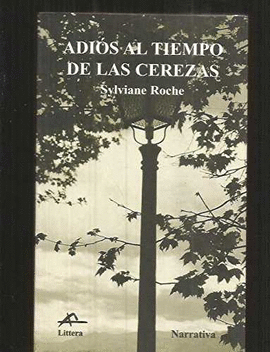 ADIÓS AL TIEMPO
DE LAS CEREZAS
Sylviane Roche
Littera
Narrativa